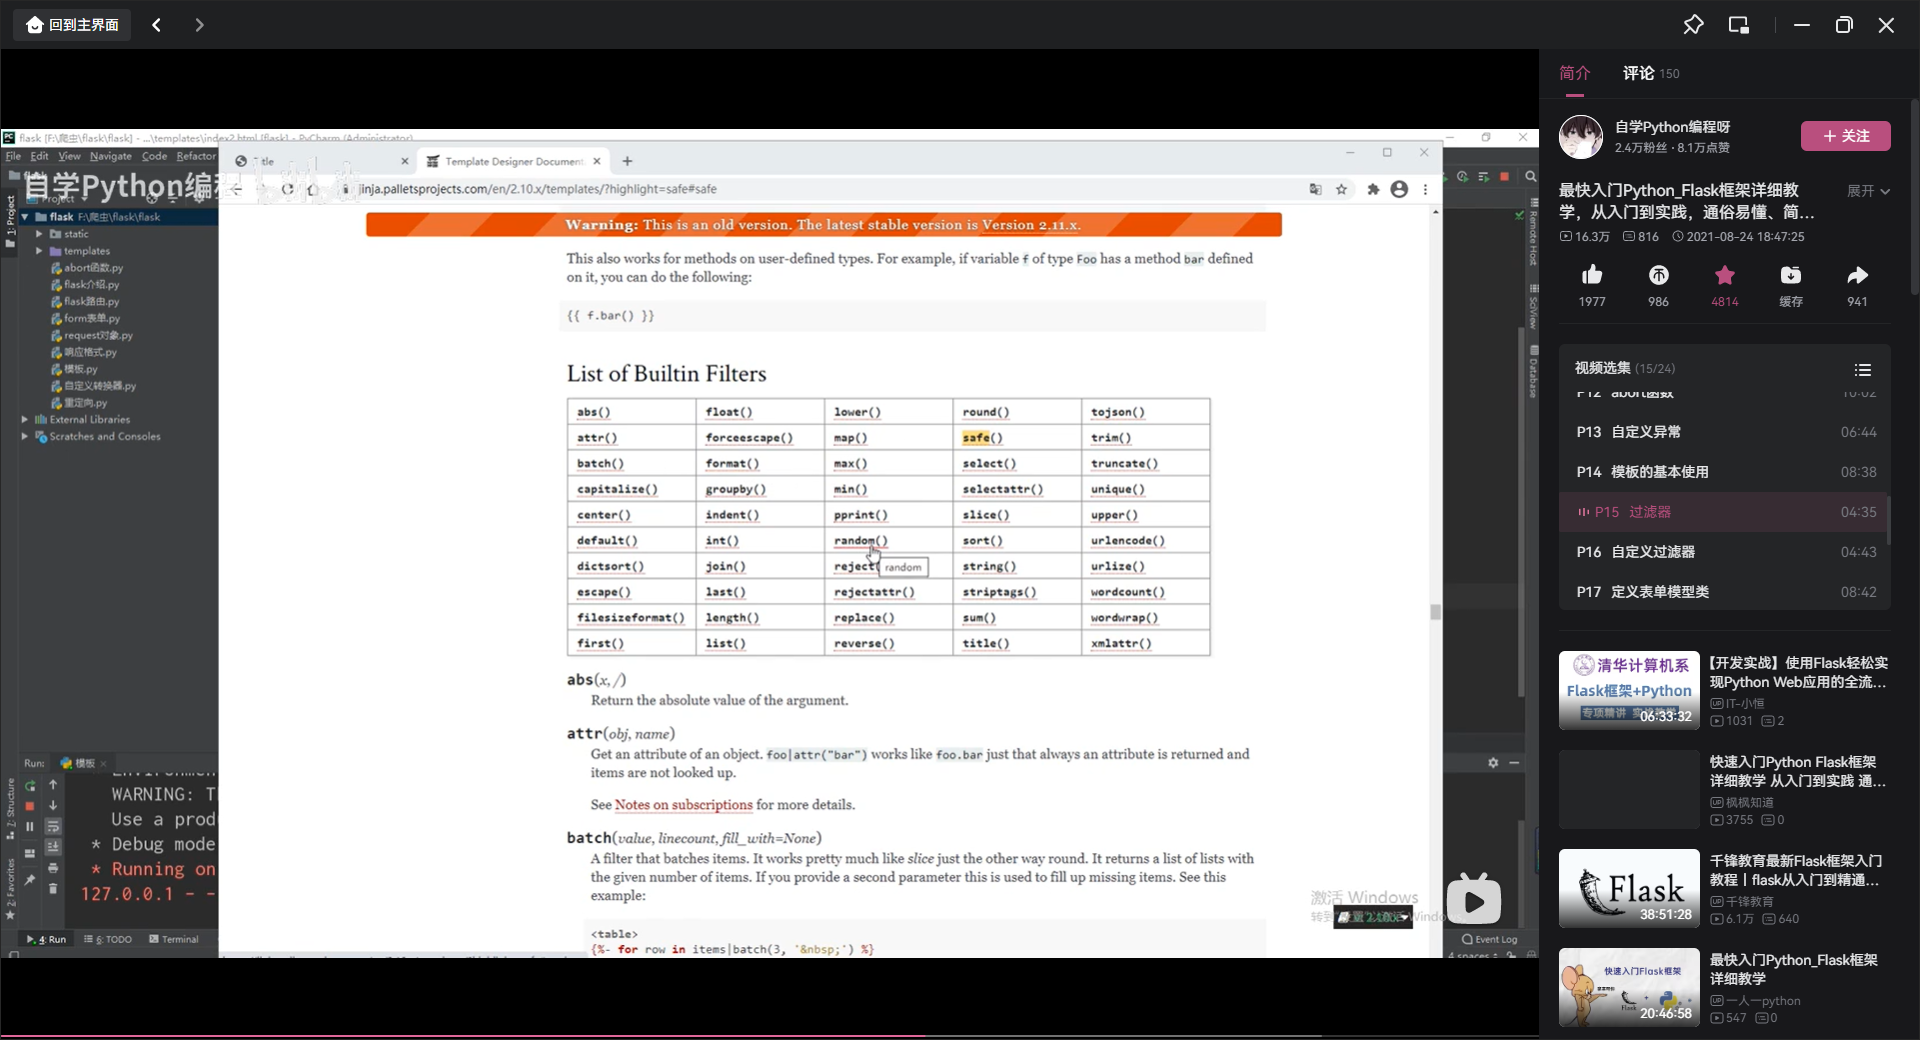 回到主界面
flask [F:\爬虫\flask\flask] - ...\templates\index2.html [flask] - PyCharm (Administrator)
File Edit View Navigate Code Refactor
自学Python编程
Template Designer Document
jinja.palletsprojects.com/en/2.10.x/templates/?highlight=safe#safe
1: Project
Project
flask F:\爬虫\flask\flask
static
templates
abort函数.py
flask介绍.py
flask路由.py
form表单.py
request对象.py
响应格式.py
模板.py
自定义转换器.py
重定向.py
External Libraries
Scratches and Consoles
Warning: This is an old version. The latest stable version is Version 2.11.x.
This also works for methods on user-defined types. For example, if variable f of type Foo has a method bar defined
on it, you can do the following:
{{ f.bar() }}
List of Builtin Filters
abs() float() lower() round() tojson()
attr() forceescape() map() safe() trim()
batch() format() max() select() truncate()
capitalize() groupby() min() selectattr() unique()
center() indent() pprint() slice() upper()
default() int() random() sort() urlencode()
dictsort() join() reject( string() urlize()
random
escape() last() rejectattr() striptags() wordcount()
filesizeformat() length() replace() sum() wordwrap()
first() list() reverse() title() xmlattr()
abs(x, /)
Return the absolute value of the argument.
attr(obj, name)
Get an attribute of an object. foo|attr("bar") works like foo.bar just that always an attribute is returned and
items are not looked up.
See Notes on subscriptions for more details.
batch(value, linecount, fill_with=None)
A filter that batches items. It works pretty much like slice just the other way round. It returns a list of lists with
the given number of items. If you provide a second parameter this is used to fill up missing items. See this
example:
<table>
{%- for row in items|batch(3, '&nbsp;') %}
Remote Host
SciView
Database
Run: 模板
WARNING: T
Use a prod
* Debug mode
* Running on
127.0.0.1 - -
7: Structure
2: Favorites
4: Run 6: TODO Terminal
激活 Windows
Event Log
4 spaces
简介 评论 150
自学Python编程呀
2.4万粉丝 · 8.1万点赞
+ 关注
最快入门Python_Flask框架详细教
学，从入门到实践，通俗易懂、简...
展开
16.3万 816 2021-08-24 18:47:25
1977 986 4814 缓存 941
视频选集 (15/24)
P12 abort函数 10:02
P13 自定义异常 06:44
P14 模板的基本使用 08:38
P15 过滤器 04:35
P16 自定义过滤器 04:43
P17 定义表单模型类 08:42
清华计算机系
Flask框架+Python
06:33:32
【开发实战】使用Flask轻松实
现Python Web应用的全流...
UP IT-小恒
1031 2
快速入门Python Flask框架
详细教学 从入门到实践 通...
UP 枫枫知道
3755 0
Flask
38:51:28
千锋教育最新Flask框架入门
教程丨flask从入门到精通...
UP 千锋教育
6.1万 640
快速入门Flask框架
Flask
20:46:58
最快入门Python_Flask框架
详细教学
UP 一人一python
547 0